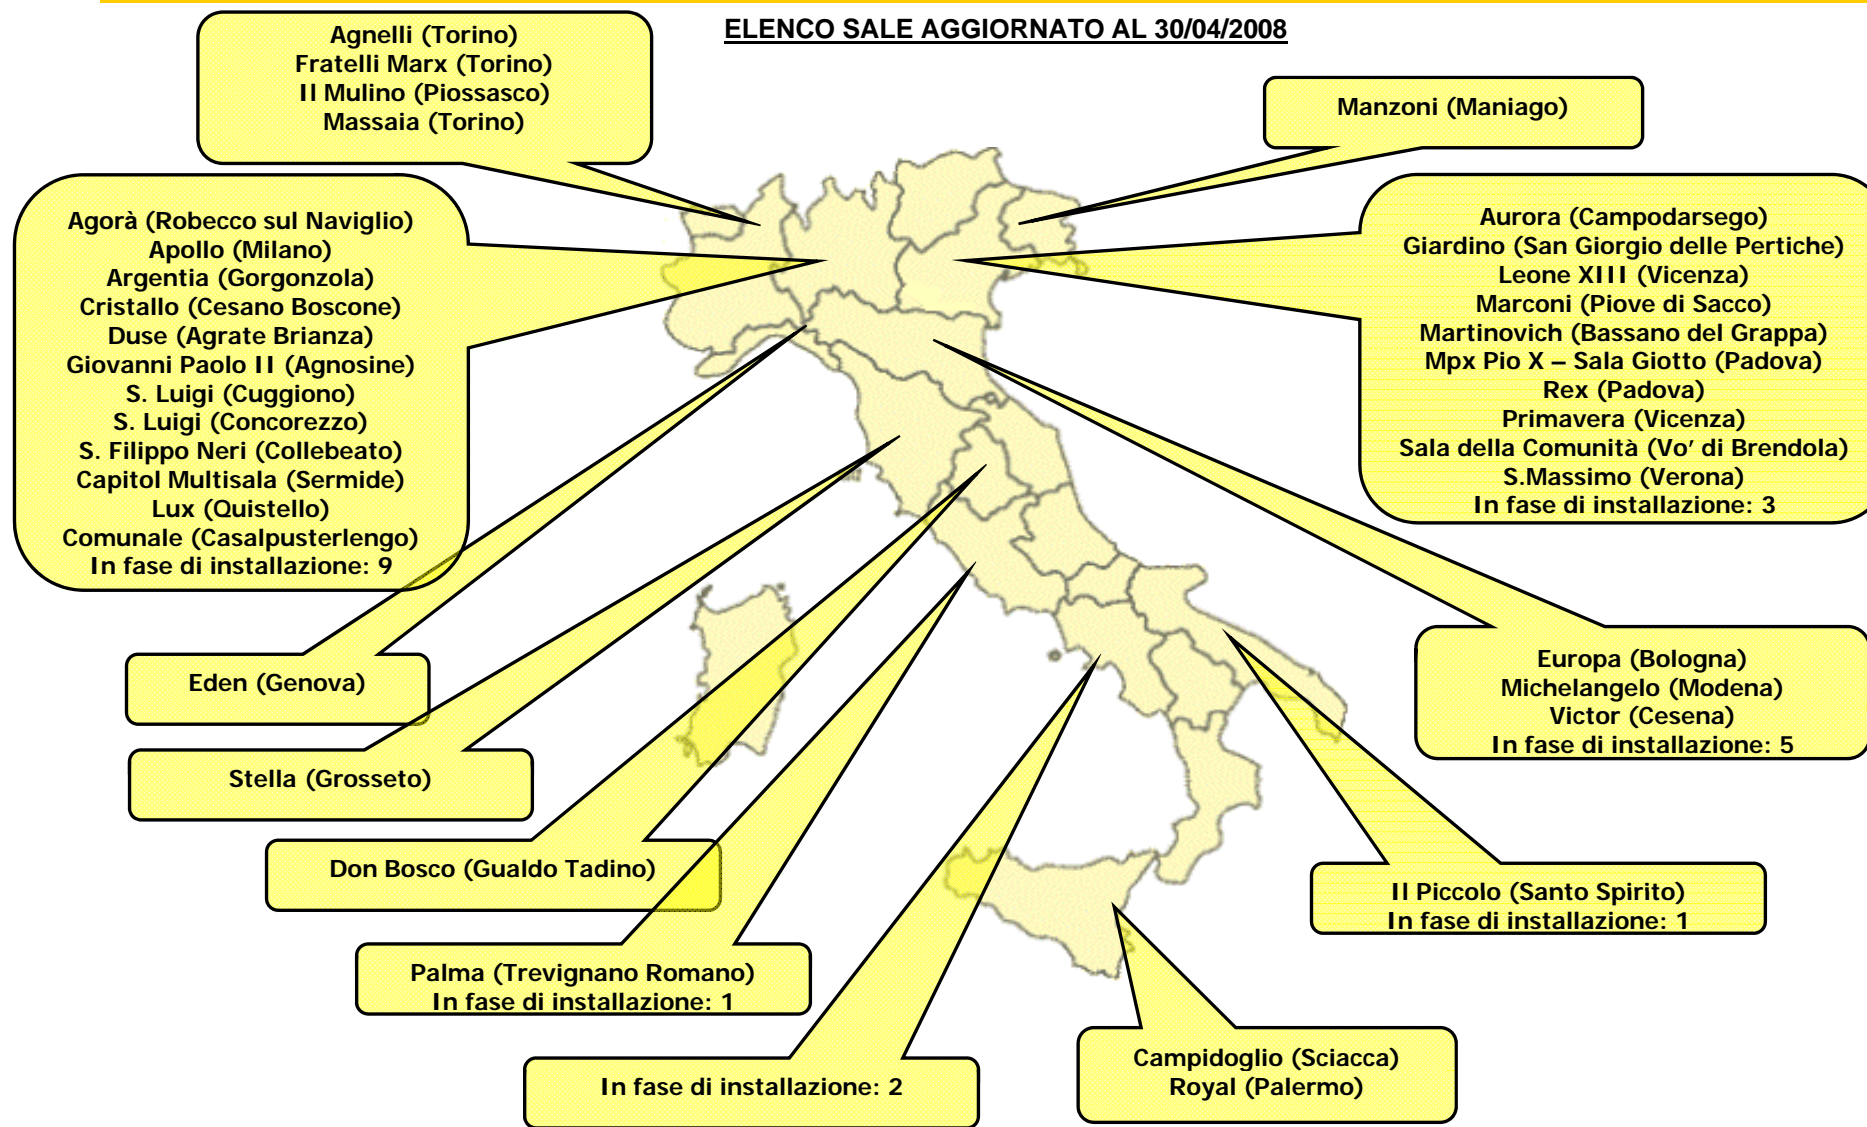 ELENCO SALE AGGIORNATO AL 30/04/2008
Agnelli (Torino)
Fratelli Marx (Torino)
Il Mulino (Piossasco)
Massaia (Torino)
Manzoni (Maniago)
Agorà (Robecco sul Naviglio)
Apollo (Milano)
Argentia (Gorgonzola)
Cristallo (Cesano Boscone)
Duse (Agrate Brianza)
Giovanni Paolo II (Agnosine)
S. Luigi (Cuggiono)
S. Luigi (Concorezzo)
S. Filippo Neri (Collebeato)
Capitol Multisala (Sermide)
Lux (Quistello)
Comunale (Casalpusterlengo)
In fase di installazione: 9
Aurora (Campodarsego)
Giardino (San Giorgio delle Pertiche)
Leone XIII (Vicenza)
Marconi (Piove di Sacco)
Martinovich (Bassano del Grappa)
Mpx Pio X – Sala Giotto (Padova)
Rex (Padova)
Primavera (Vicenza)
Sala della Comunità (Vo' di Brendola)
S.Massimo (Verona)
In fase di installazione: 3
Eden (Genova)
Europa (Bologna)
Michelangelo (Modena)
Victor (Cesena)
In fase di installazione: 5
Stella (Grosseto)
Don Bosco (Gualdo Tadino)
Il Piccolo (Santo Spirito)
In fase di installazione: 1
Palma (Trevignano Romano)
In fase di installazione: 1
In fase di installazione: 2
Campidoglio (Sciacca)
Royal (Palermo)